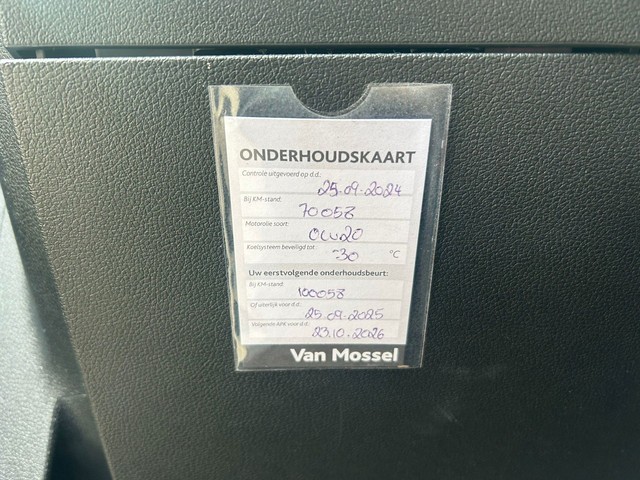 ONDERHOUDSKAART
Controle uitgevoerd op d.d.:
25-09-2024
Bij KM-stand:
70058
Motorolie soort:
0W20
Koelsysteem beveiligd tot:
-30 °C
Uw eerstvolgende onderhoudsbeurt:
Bij KM-stand:
100058
Of uiterlijk voor d.d.:
25.09-2025
Volgende APK voor d.d.:
23.10.2026
Van Mossel